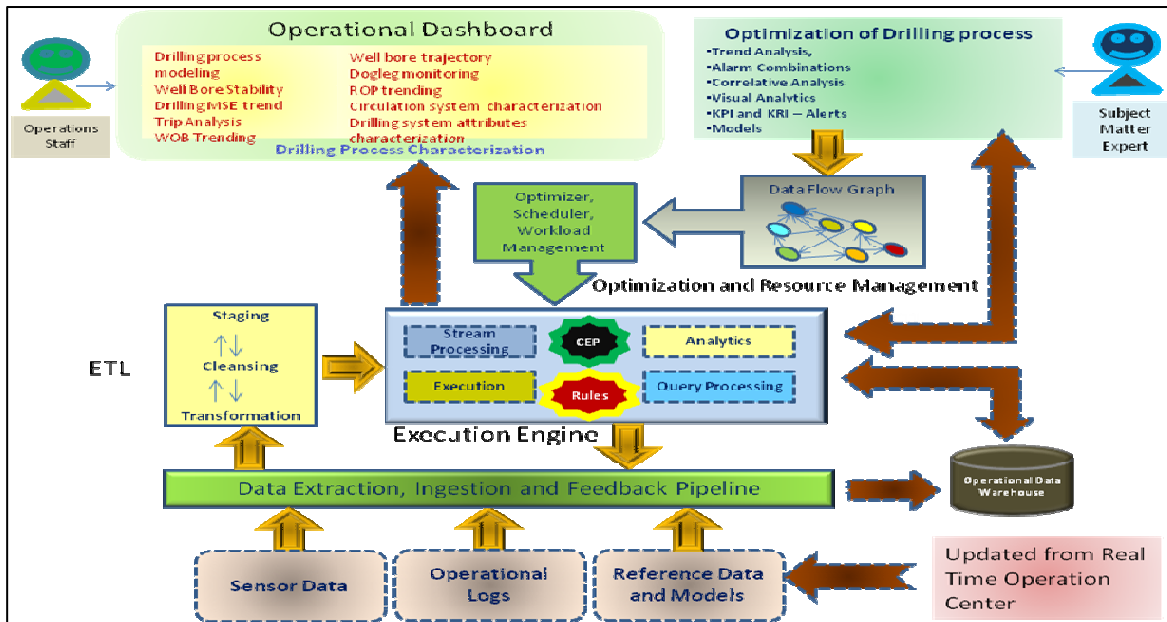 Operational Dashboard
Drilling process
modeling
Well Bore Stability
Drilling MSE trend
Trip Analysis
WOB Trending
Well bore trajectory
Dogleg monitoring
ROP trending
Circulation system characterization
Drilling system attributes
characterization
Drilling Process Characterization
Operations
Staff
Optimization of Drilling process
•Trend Analysis,
•Alarm Combinations
•Correlative Analysis
•Visual Analytics
•KPI and KRI – Alerts
•Models
Subject
Matter
Expert
Optimizer,
Scheduler,
Workload
Management
Data Flow Graph
Optimization and Resource Management
ETL
Staging
Cleansing
Transformation
Stream
Processing
CEP
Analytics
Execution
Rules
Query Processing
Execution Engine
Data Extraction, Ingestion and Feedback Pipeline
Operational Data
Warehouse
Sensor Data
Operational
Logs
Reference Data
and Models
Updated from Real
Time Operation
Center